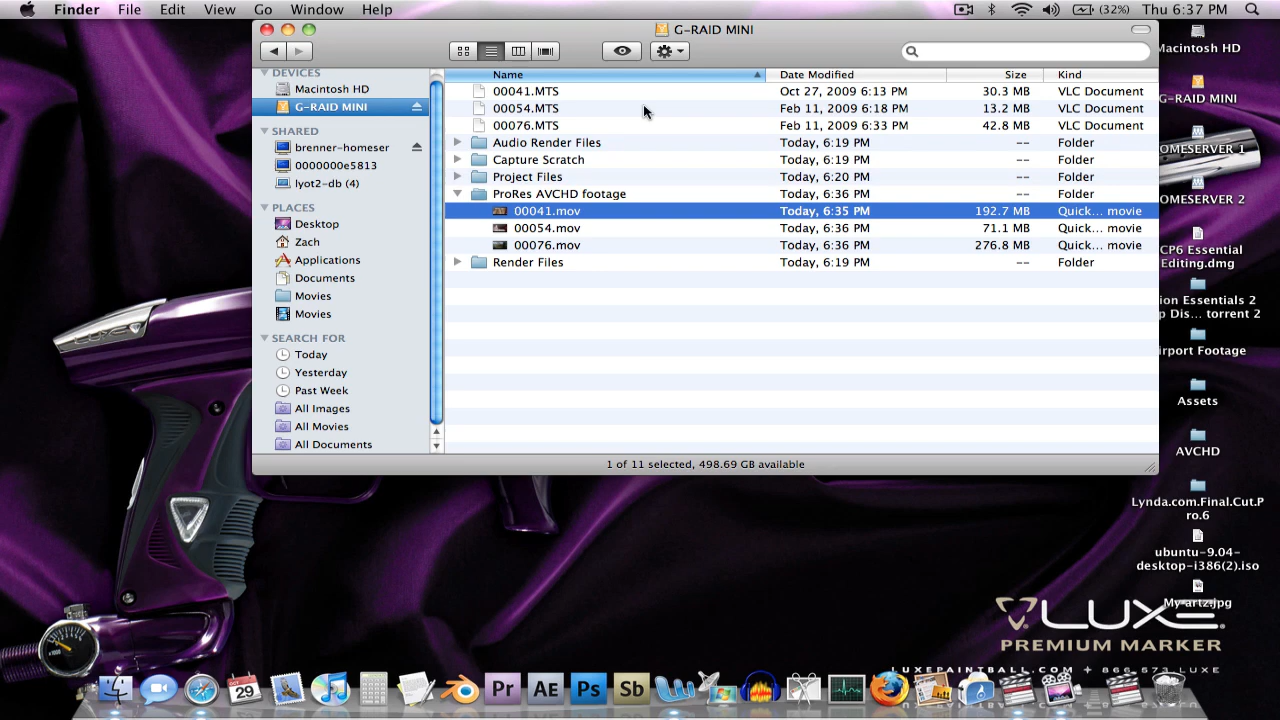 Finder File Edit View Go Window Help (32%) Thu 6:37 PM
G-RAID MINI
Name Date Modified Size Kind
DEVICES
Macintosh HD
G-RAID MINI
SHARED
brenner-homeser
0000000e5813
lyot2-db (4)
PLACES
Desktop
Zach
Applications
Documents
Movies
Movies
SEARCH FOR
Today
Yesterday
Past Week
All Images
All Movies
All Documents
00041.MTS Oct 27, 2009 6:13 PM 30.3 MB VLC Document
00054.MTS Feb 11, 2009 6:18 PM 13.2 MB VLC Document
00076.MTS Feb 11, 2009 6:33 PM 42.8 MB VLC Document
Audio Render Files Today, 6:19 PM -- Folder
Capture Scratch Today, 6:19 PM -- Folder
Project Files Today, 6:20 PM -- Folder
ProRes AVCHD footage Today, 6:36 PM -- Folder
00041.mov Today, 6:35 PM 192.7 MB Quick... movie
00054.mov Today, 6:36 PM 71.1 MB Quick... movie
00076.mov Today, 6:36 PM 276.8 MB Quick... movie
Render Files Today, 6:19 PM -- Folder
1 of 11 selected, 498.69 GB available
Macintosh HD
G-RAID MINI
OMESERVER_1
OMESERVER 2
CP6 Essential
Editing.dmg
ion Essentials 2
p Dis... torrent 2
irport Footage
Assets
AVCHD
Lynda.com.Final.Cut.P
ro.6
ubuntu-9.04-
desktop-i386(2).iso
My-artz.jpg
LUXE
PREMIUM MARKER
LUXEPAINTBALL.COM + 866.573.LUXE
OCT
29
Pr AE Ps Sb